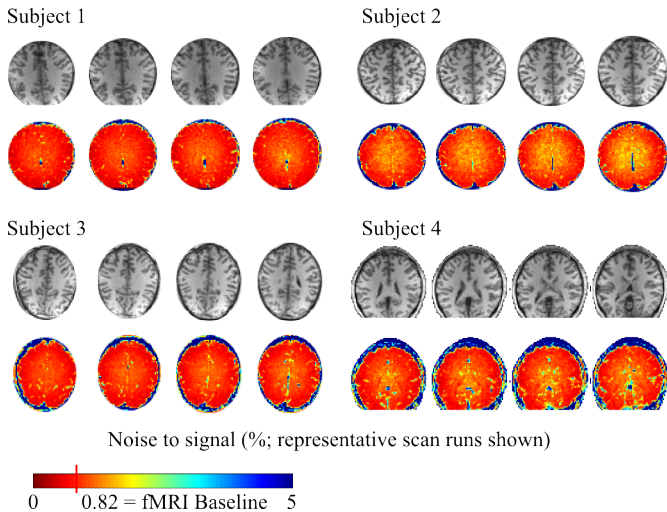 Subject 1
Subject 2
Subject 3
Subject 4
Noise to signal (%; representative scan runs shown)
0 0.82 = fMRI Baseline 5